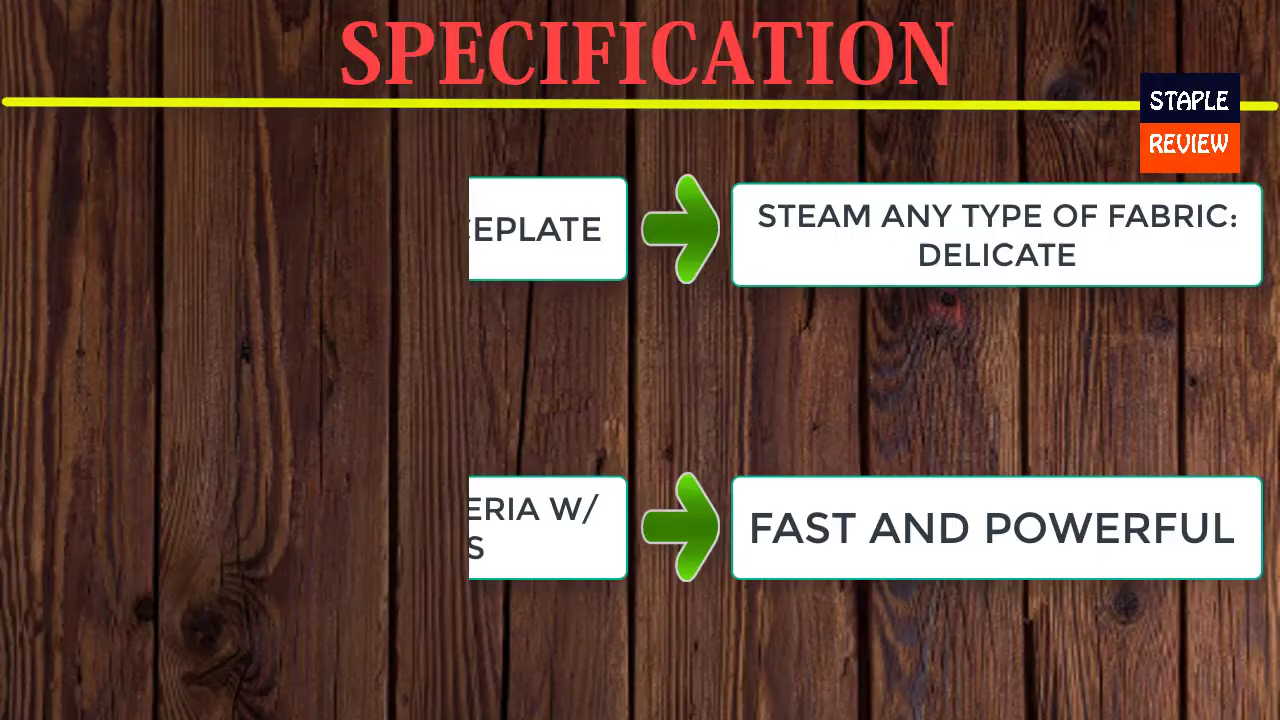 SPECIFICATION
STAPLE
REVIEW
EPLATE
STEAM ANY TYPE OF FABRIC:
DELICATE
ERIA W/
S
FAST AND POWERFUL